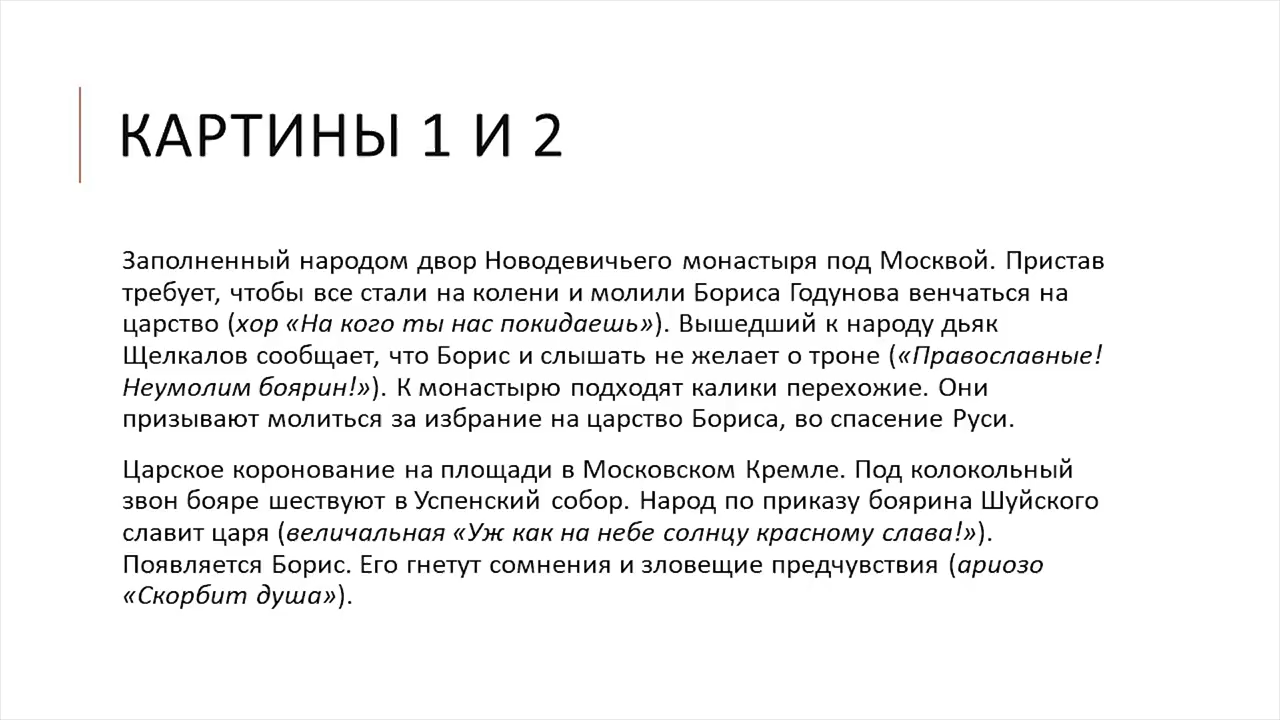 КАРТИНЫ 1 И 2
Заполненный народом двор Новодевичьего монастыря под Москвой. Пристав
требует, чтобы все стали на колени и молили Бориса Годунова венчаться на
царство (хор «На кого ты нас покидаешь»). Вышедший к народу дьяк
Щелкалов сообщает, что Борис и слышать не желает о троне («Православные!
Неумолим боярин!»). К монастырю подходят калики перехожие. Они
призывают молиться за избрание на царство Бориса, во спасение Руси.
Царское коронование на площади в Московском Кремле. Под колокольный
звон бояре шествуют в Успенский собор. Народ по приказу боярина Шуйского
славит царя (величальная «Уж как на небе солнцу красному слава!»).
Появляется Борис. Его гнетут сомнения и зловещие предчувствия (ариозо
«Скорбит душа»).